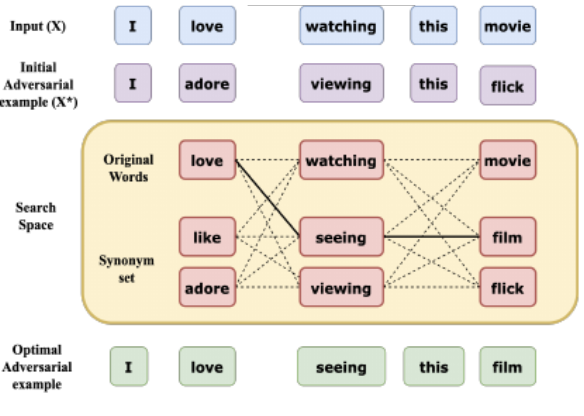 Input (X) I love watching this movie
Initial
Adversarial
example (X*) I adore viewing this flick
Original
Words love watching movie
Search
Space
like seeing film
Synonym
set
adore viewing flick
Optimal
Adversarial
example I love seeing this film